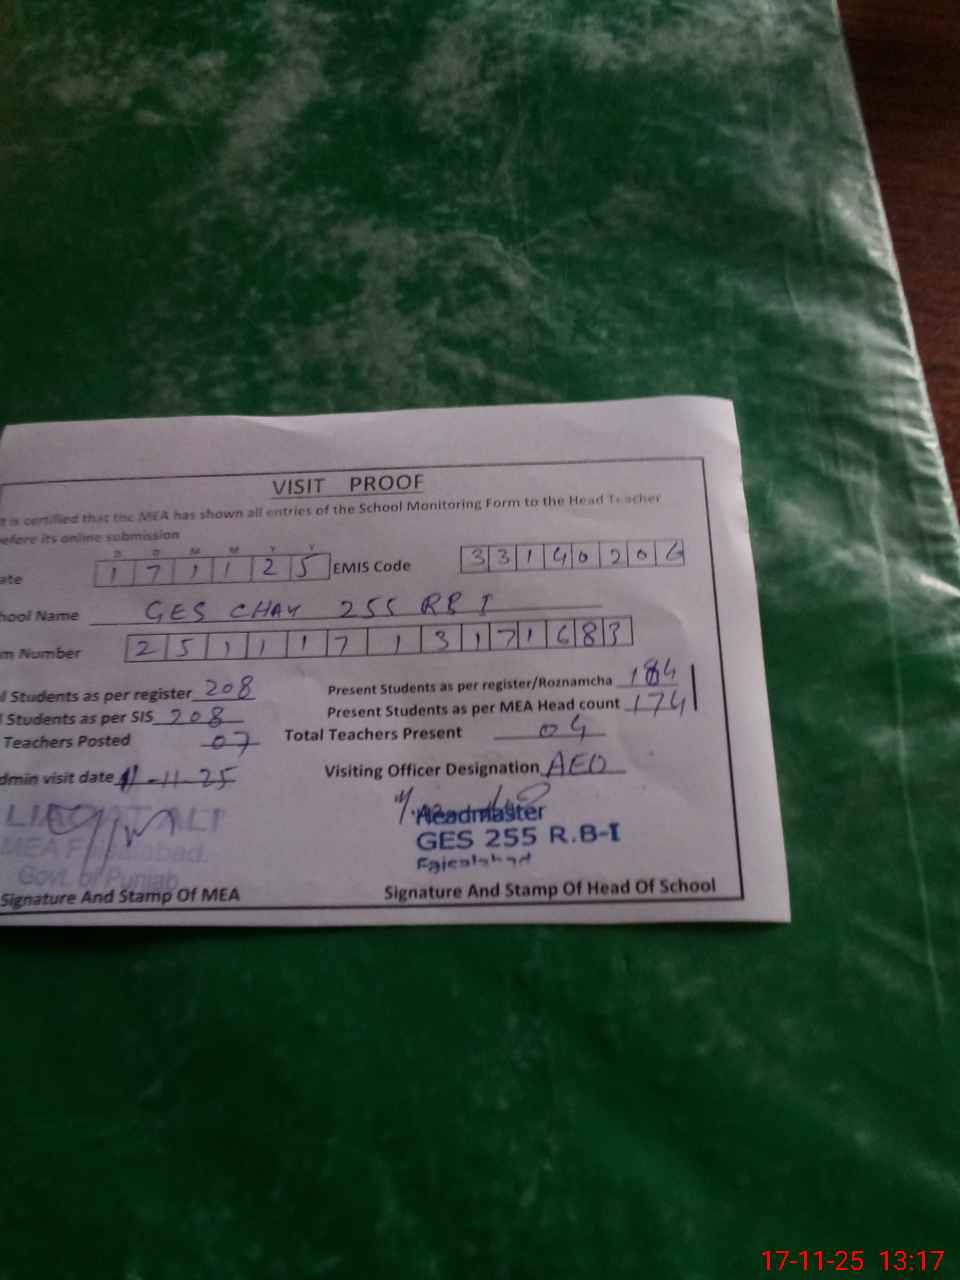 VISIT PROOF
It is certified that the MEA has shown all entries of the School Monitoring Form to the Head Teacher
before its online submission
D D M M Y Y
ate 1 7 1 1 2 5 EMIS Code 3 3 1 4 0 2 0 6
hool Name GES CHAK 255 RB I
m Number 2 5 1 1 1 7 1 3 1 7 1 6 8 3
l Students as per register 208 Present Students as per register/Roznamcha 184
Students as per SIS 208 Present Students as per MEA Head count 174
Teachers Posted 07 Total Teachers Present 04
dmin visit date -11-25 Visiting Officer Designation AEO
LIAQAT ALI
MEA Faisalabad.
Govt. of Punjab
Signature And Stamp Of MEA
Headmaster
GES 255 R.B-I
Faisalabad
Signature And Stamp Of Head Of School
17-11-25 13:17